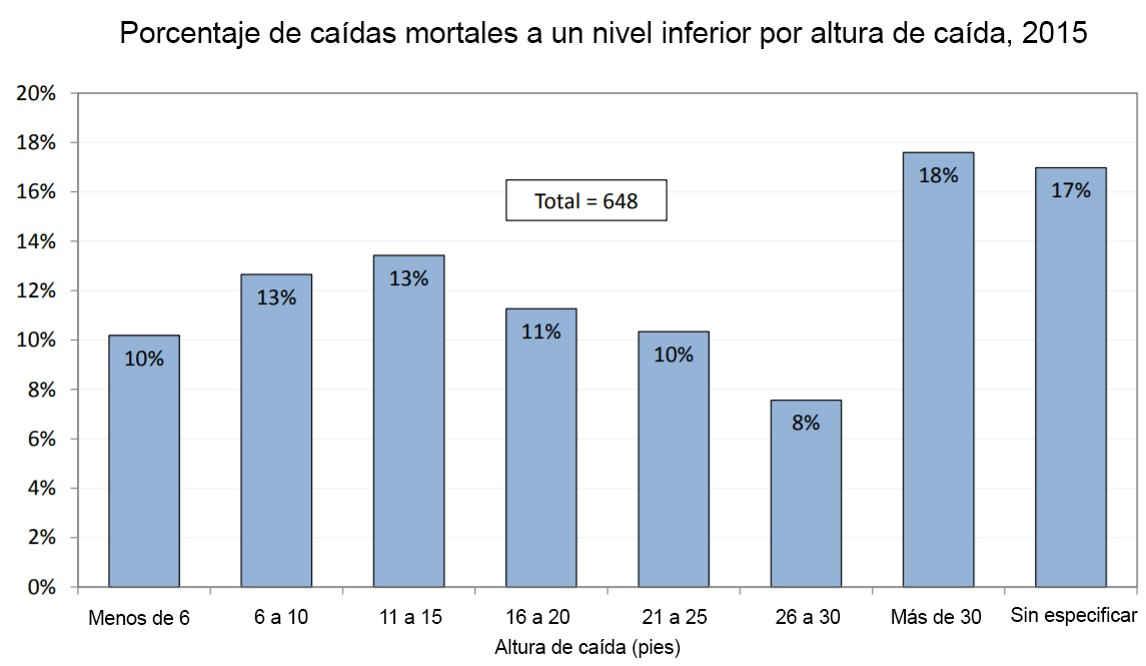 Porcentaje de caídas mortales a un nivel inferior por altura de caída, 2015
20%
18%
16%
14%
12%
10%
8%
6%
4%
2%
0%
Total = 648
10%
13%
13%
11%
10%
8%
18%
17%
Menos de 6
6 a 10
11 a 15
16 a 20
21 a 25
26 a 30
Más de 30
Sin especificar
Altura de caída (pies)